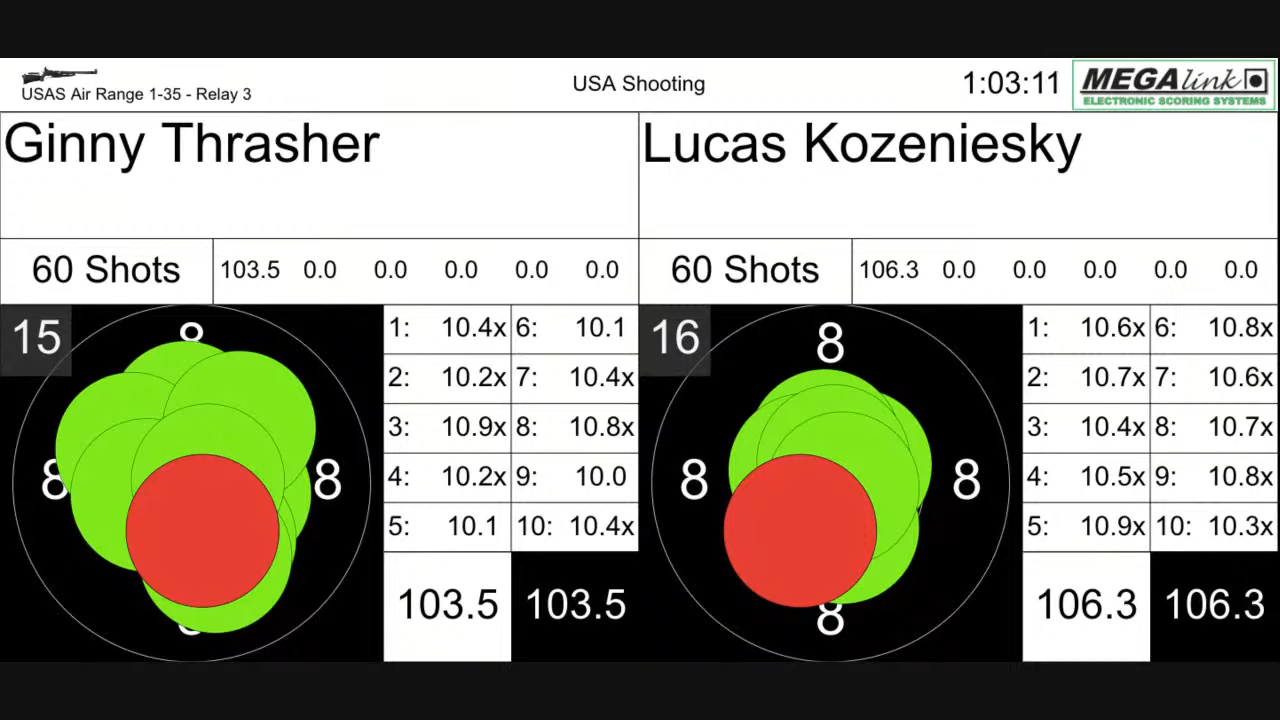 USAS Air Range 1-35 - Relay 3
USA Shooting
1:03:11
MEGAlink
ELECTRONIC SCORING SYSTEMS
Ginny Thrasher
60 Shots
103.5 0.0 0.0 0.0 0.0 0.0
15
8
8 8
8
1: 10.4x 6: 10.1
2: 10.2x 7: 10.4x
3: 10.9x 8: 10.8x
4: 10.2x 9: 10.0
5: 10.1 10: 10.4x
103.5 103.5
Lucas Kozeniesky
60 Shots
106.3 0.0 0.0 0.0 0.0 0.0
16
8
8 8
8
1: 10.6x 6: 10.8x
2: 10.7x 7: 10.6x
3: 10.4x 8: 10.7x
4: 10.5x 9: 10.8x
5: 10.9x 10: 10.3x
106.3 106.3